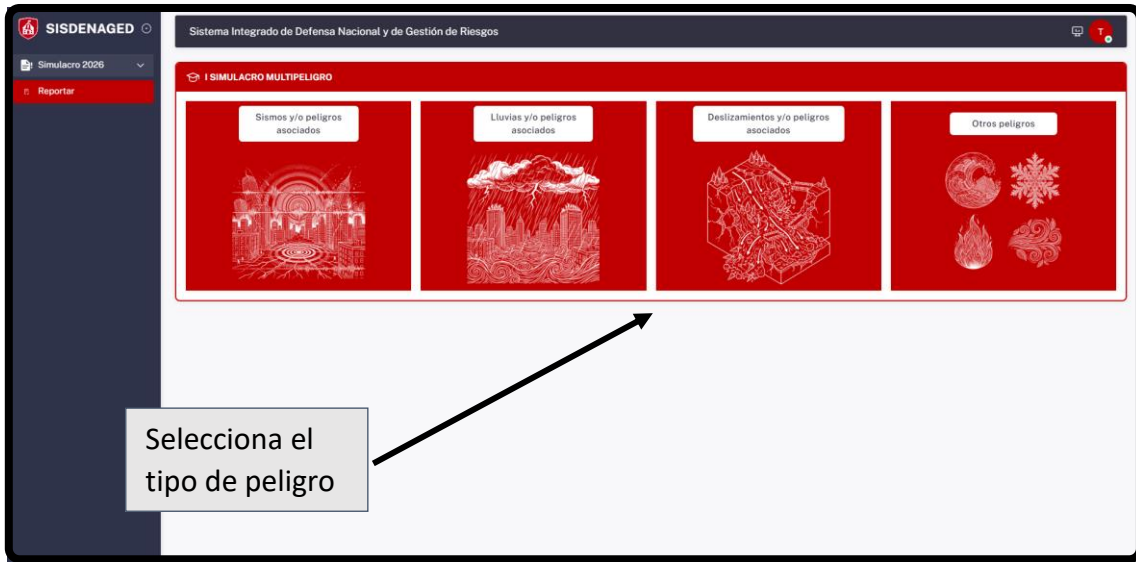 SISDENAGED
Sistema Integrado de Defensa Nacional y de Gestión de Riesgos
T
Simulacro 2026
Reportar
I SIMULACRO MULTIPELIGRO
Sismos y/o peligros
asociados
Lluvias y/o peligros
asociados
Deslizamientos y/o peligros
asociados
Otros peligros
Selecciona el
tipo de peligro